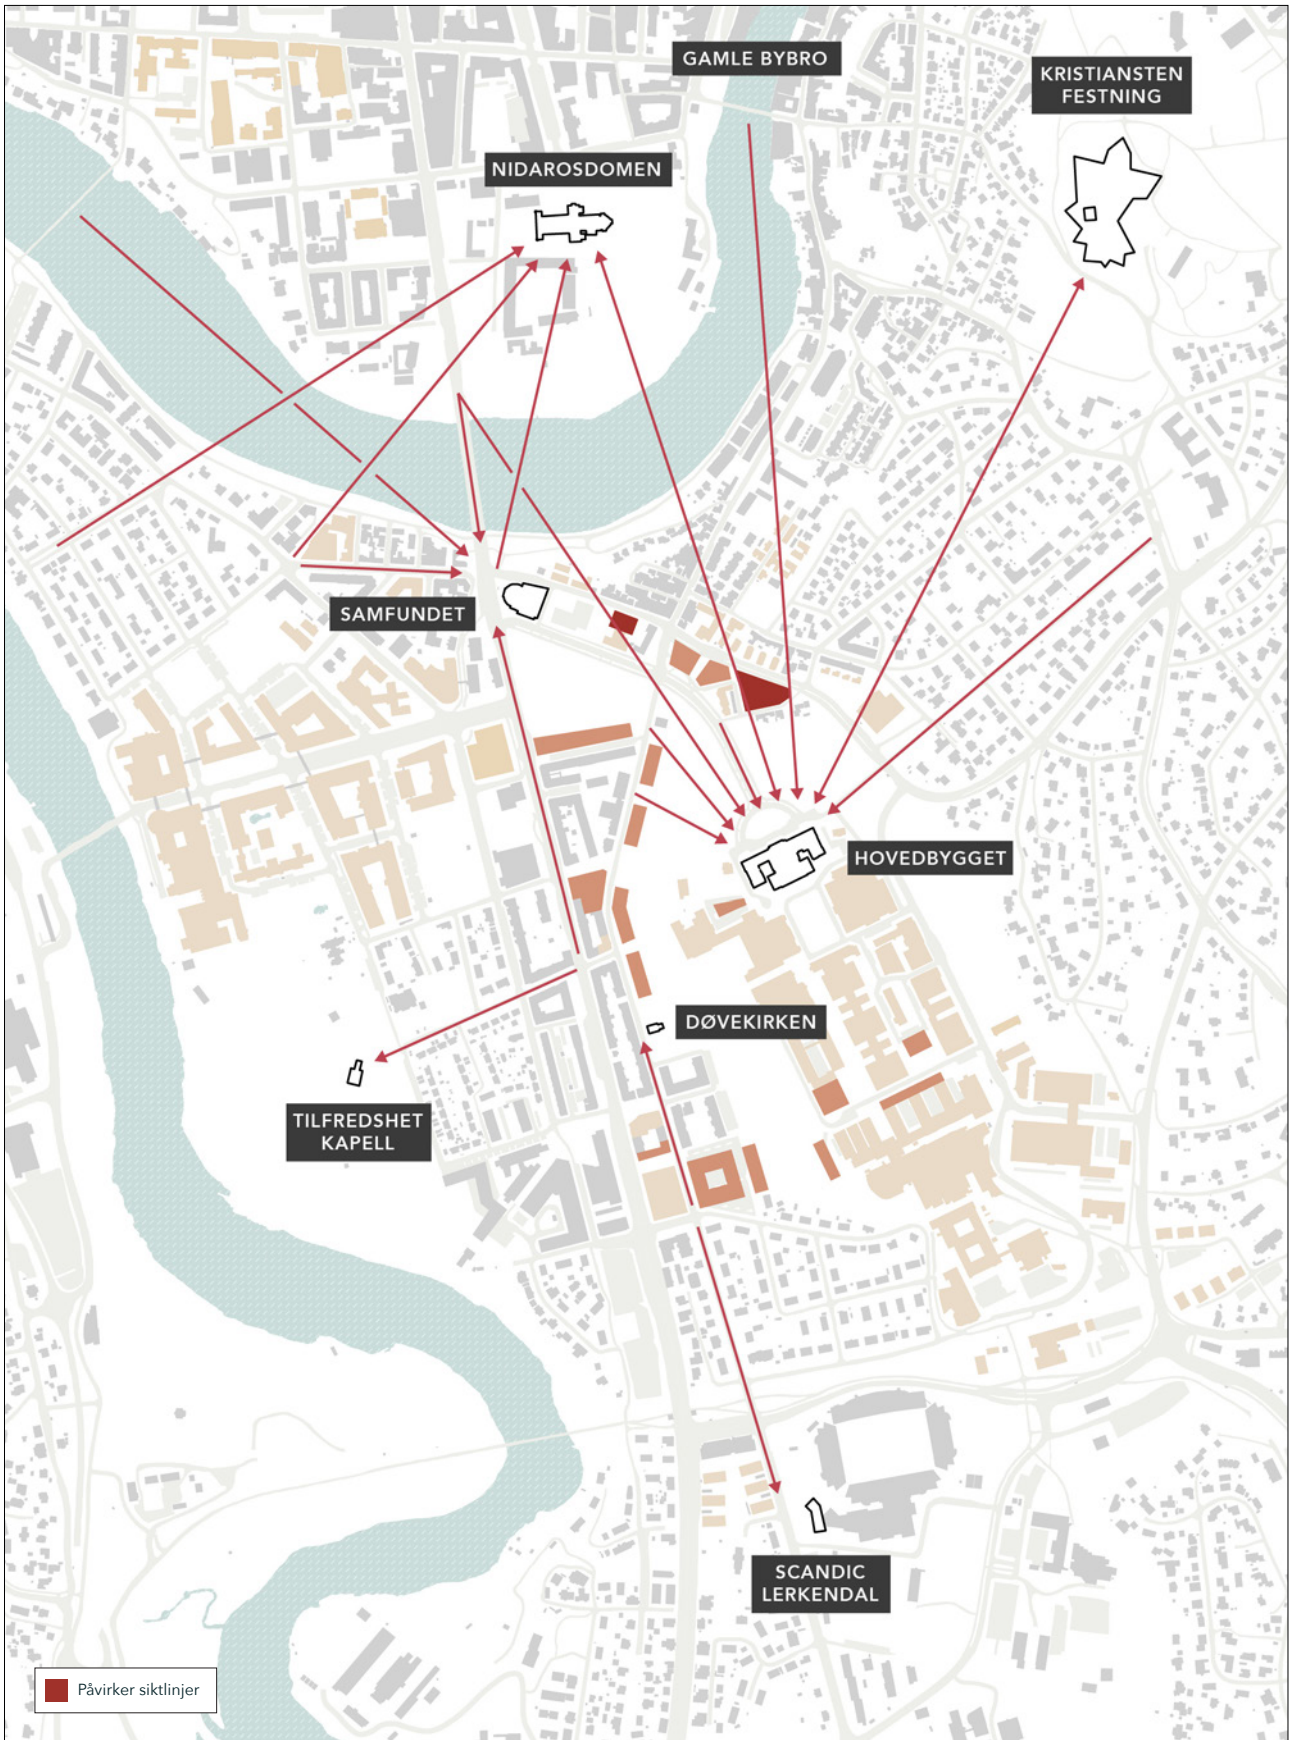 GAMLE BYBRO
KRISTIANSTEN
FESTNING
NIDAROSDOMEN
SAMFUNDET
HOVEDBYGGET
DØVEKIRKEN
TILFREDSHET
KAPELL
SCANDIC
LERKENDAL
Påvirker siktlinjer